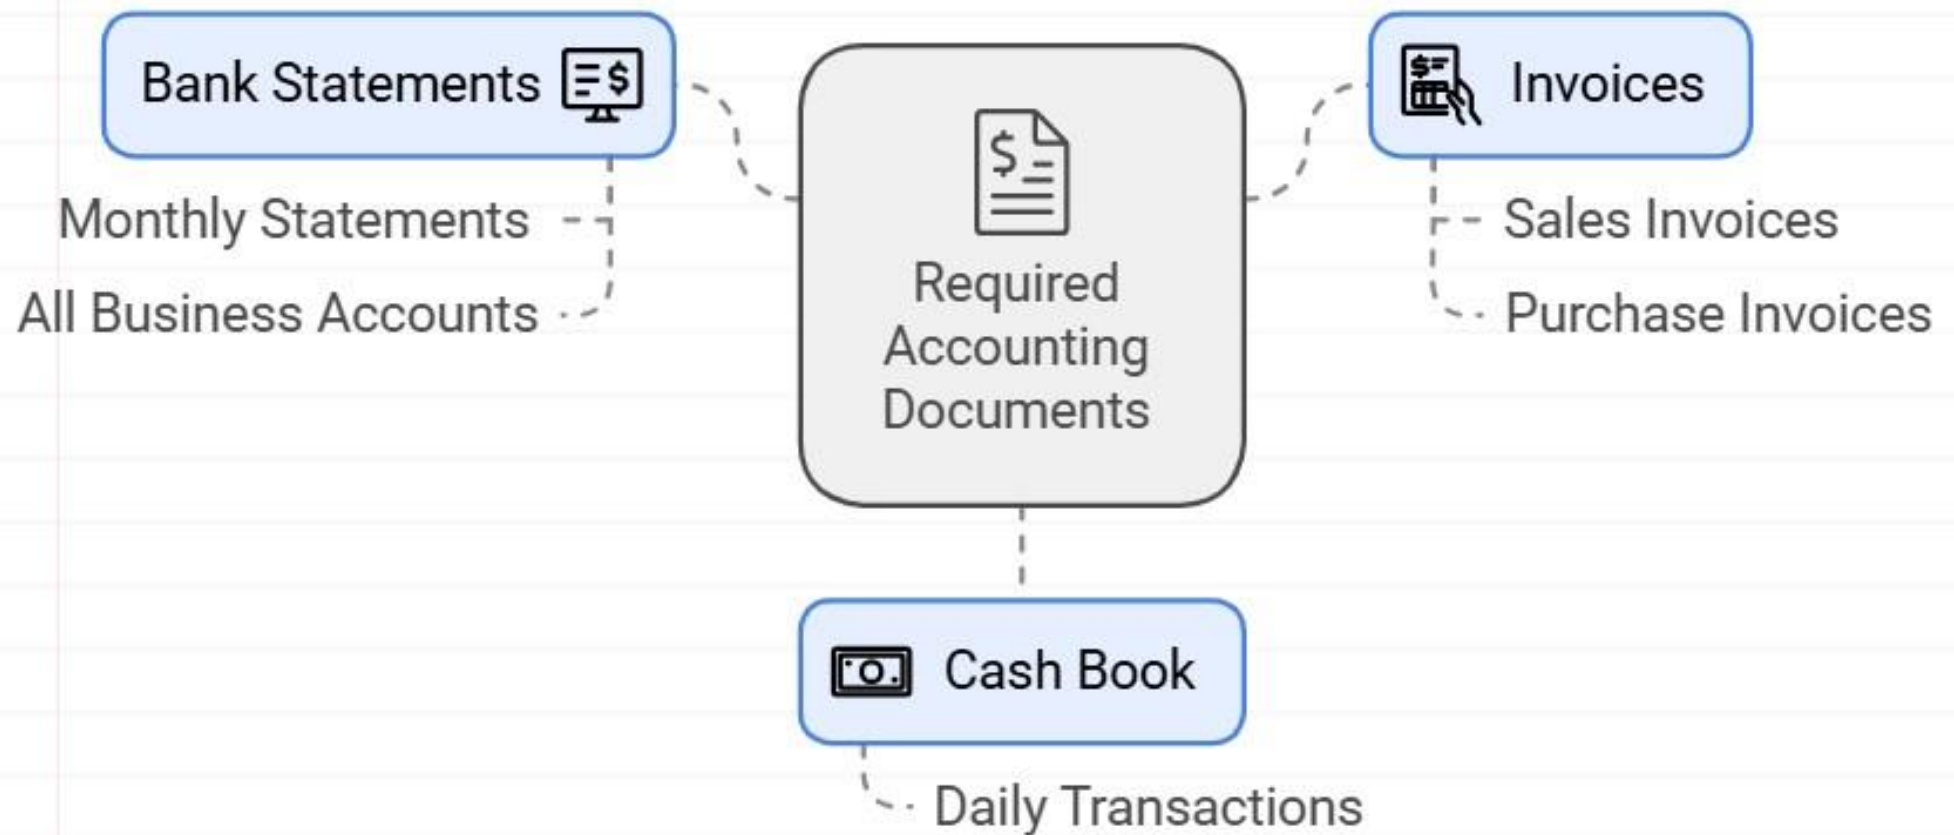 Bank Statements
Monthly Statements
All Business Accounts
Required
Accounting
Documents
Invoices
Sales Invoices
Purchase Invoices
Cash Book
Daily Transactions